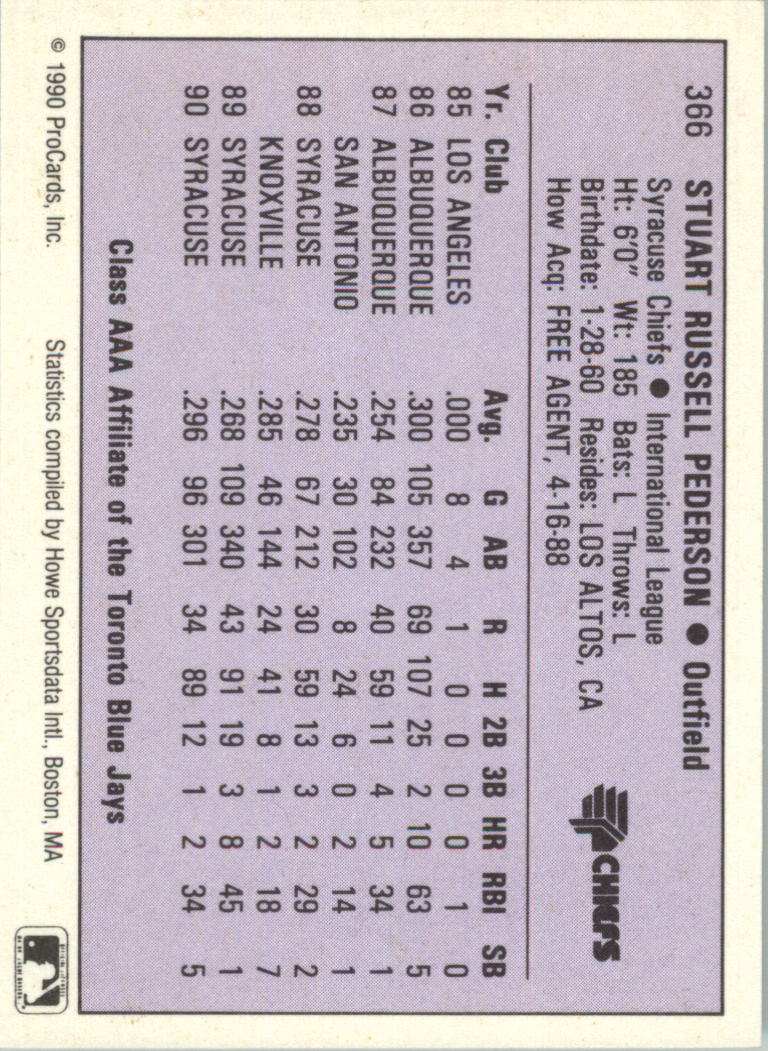 366 STUART RUSSELL PEDERSON ● Outfield
Syracuse Chiefs ● International League
Ht: 6'0" Wt: 185 Bats: L Throws: L
Birthdate: 1-28-60 Resides: LOS ALTOS, CA
How Acq: FREE AGENT, 4-16-88
CHIEFS
Yr. Club Avg. G AB R H 2B 3B HR RBI SB
85 LOS ANGELES .000 8 4 1 0 0 0 0 1 0
86 ALBUQUERQUE .300 105 357 69 107 25 2 10 63 5
87 ALBUQUERQUE .254 84 232 40 59 11 4 5 34 1
SAN ANTONIO .235 30 102 8 24 6 0 2 14 1
88 SYRACUSE .278 67 212 30 59 13 3 2 29 2
KNOXVILLE .285 46 144 24 41 8 1 2 18 7
89 SYRACUSE .268 109 340 43 91 19 3 8 45 1
90 SYRACUSE .296 96 301 34 89 12 1 2 34 5
Class AAA Affiliate of the Toronto Blue Jays
© 1990 ProCards, Inc. Statistics compiled by Howe Sportsdata Intl., Boston, MA